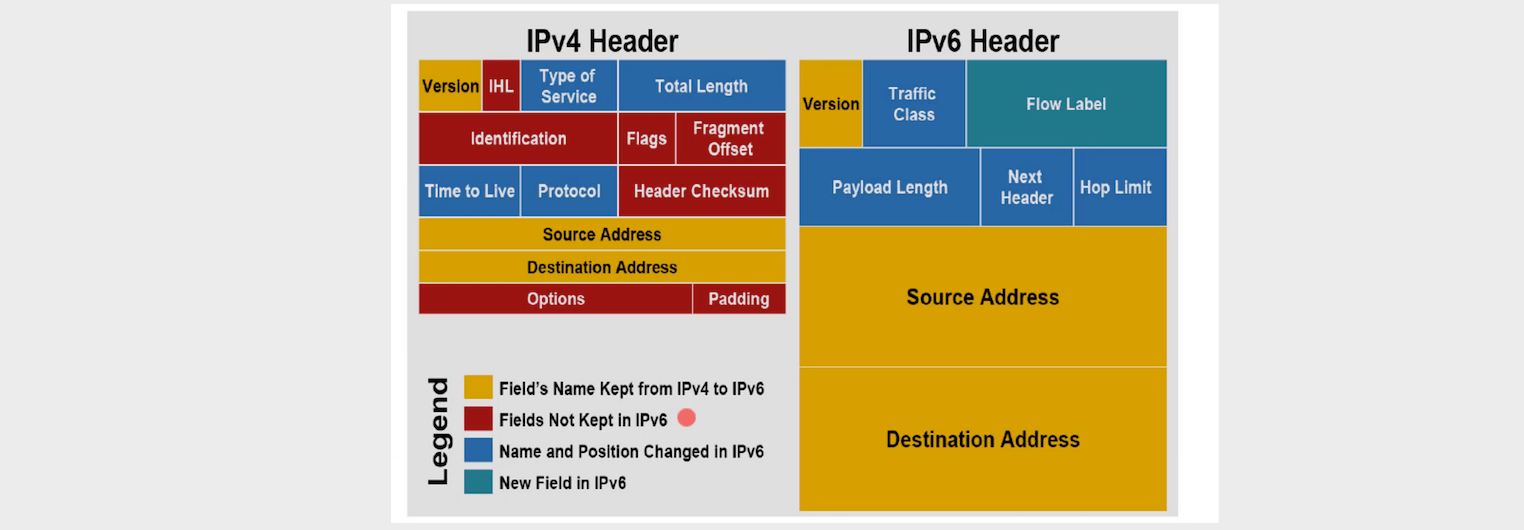 IPv4 Header
Version IHL Type of Service Total Length
Identification Flags Fragment Offset
Time to Live Protocol Header Checksum
Source Address
Destination Address
Options Padding
IPv6 Header
Version Traffic Class Flow Label
Payload Length Next Header Hop Limit
Source Address
Destination Address
Legend
Field's Name Kept from IPv4 to IPv6
Fields Not Kept in IPv6
Name and Position Changed in IPv6
New Field in IPv6